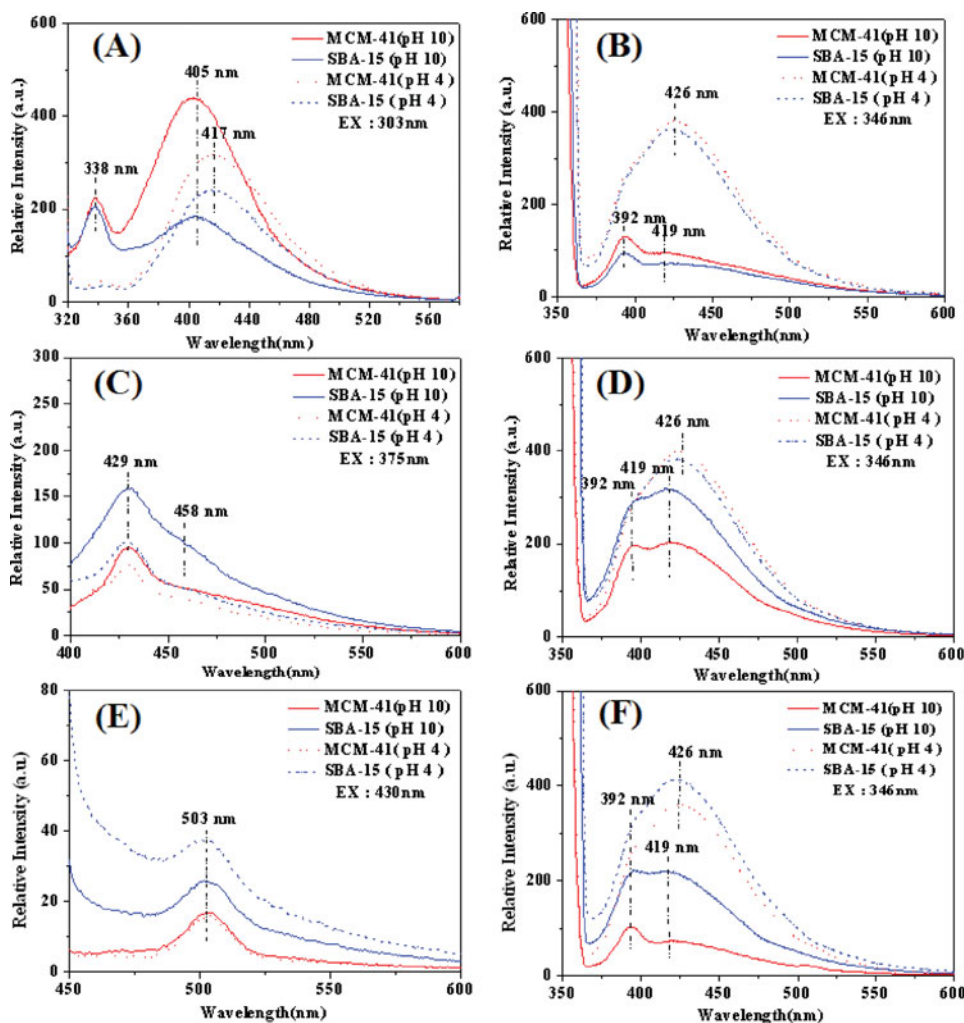 (A)
MCM-41(pH 10)
SBA-15 (pH 10)
MCM-41(pH 4)
SBA-15 (pH 4)
EX : 303nm
405 nm
417 nm
338 nm
600
400
200
0
320 360 400 440 480 520 560
Wavelength(nm)
Relative Intensity (a.u.)
(B)
MCM-41(pH 10)
SBA-15 (pH 10)
MCM-41(pH 4)
SBA-15 ( pH 4)
EX : 346nm
426 nm
392 nm
419 nm
600
500
400
300
200
100
0
350 400 450 500 550 600
Wavelength(nm)
Relative Intensity (a.u.)
(C)
MCM-41(pH 10)
SBA-15 (pH 10)
MCM-41(pH 4)
SBA-15 (pH 4)
EX : 375nm
429 nm
458 nm
300
250
200
150
100
50
0
400 450 500 550 600
Wavelength(nm)
Relative Intensity (a.u.)
(D)
MCM-41(pH 10)
SBA-15 (pH 10)
MCM-41(pH 4)
SBA-15 (pH 4)
EX : 346nm
426 nm
419 nm
392 nm
600
400
200
0
350 400 450 500 550 600
Wavelength(nm)
Relative Intensity (a.u.)
(E)
MCM-41(pH 10)
SBA-15 (pH 10)
MCM-41( pH 4)
SBA-15 (pH 4)
EX : 430nm
503 nm
80
60
40
20
0
450 500 550 600
Wavelength(nm)
Relative Intensity (a.u.)
(F)
MCM-41(pH 10)
SBA-15 (pH 10)
MCM-41 (pH 4)
SBA-15 (pH 4)
EX : 346nm
426 nm
392 nm
419 nm
600
400
200
0
350 400 450 500 550 600
Wavelength(nm)
Relative Intensity (a.u.)